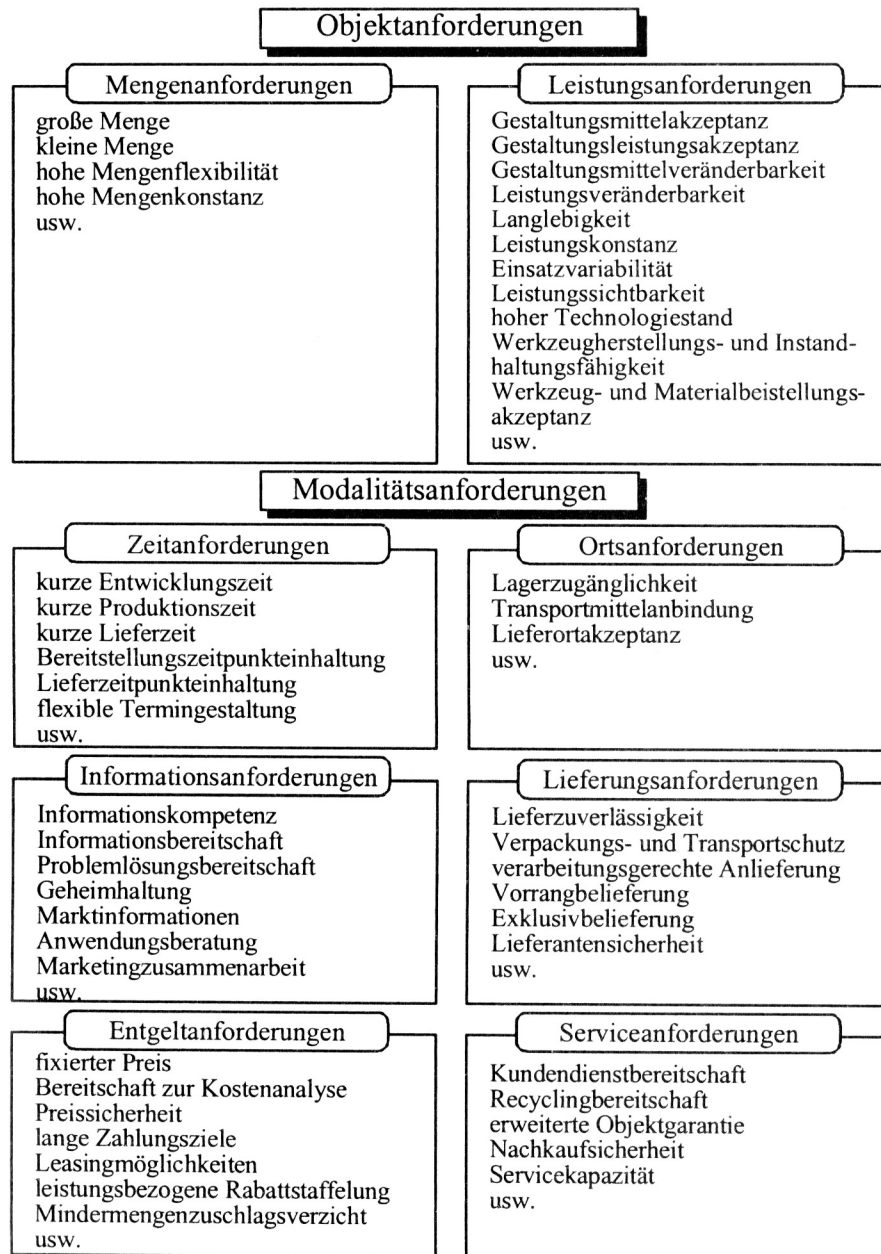 Objektanforderungen
Mengenanforderungen
große Menge
kleine Menge
hohe Mengenflexibilität
hohe Mengenkonstanz
usw.
Leistungsanforderungen
Gestaltungsmittelakzeptanz
Gestaltungsleistungsakzeptanz
Gestaltungsmittelveränderbarkeit
Leistungsveränderbarkeit
Langlebigkeit
Leistungskonstanz
Einsatzvariabilität
Leistungssichtbarkeit
hoher Technologiestand
Werkzeugherstellungs- und Instand-
haltungsfähigkeit
Werkzeug- und Materialbeistellungs-
akzeptanz
usw.
Modalitätsanforderungen
Zeitanforderungen
kurze Entwicklungszeit
kurze Produktionszeit
kurze Lieferzeit
Bereitstellungszeitpunkteinhaltung
Lieferzeitpunkteinhaltung
flexible Termingestaltung
usw.
Ortsanforderungen
Lagerzugänglichkeit
Transportmittelanbindung
Lieferortakzeptanz
usw.
Informationsanforderungen
Informationskompetenz
Informationsbereitschaft
Problemlösungsbereitschaft
Geheimhaltung
Marktinformationen
Anwendungsberatung
Marketingzusammenarbeit
usw.
Lieferungsanforderungen
Lieferzuverlässigkeit
Verpackungs- und Transportschutz
verarbeitungsgerechte Anlieferung
Vorrangbelieferung
Exklusivbelieferung
Lieferantensicherheit
usw.
Entgeltanforderungen
fixierter Preis
Bereitschaft zur Kostenanalyse
Preissicherheit
lange Zahlungsziele
Leasingmöglichkeiten
leistungsbezogene Rabattstaffelung
Mindermengenzuschlagsverzicht
usw.
Serviceanforderungen
Kundendienstbereitschaft
Recyclingbereitschaft
erweiterte Objektgarantie
Nachkaufsicherheit
Servicekapazität
usw.